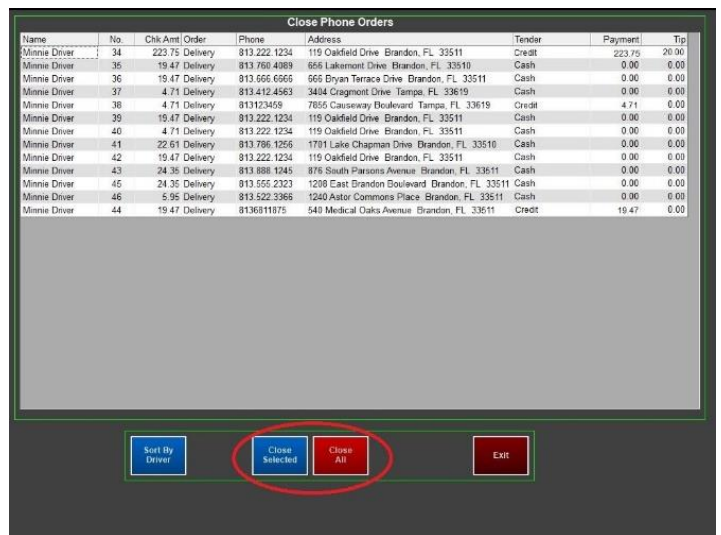 Close Phone Orders
Name No. Chk Amt Order Phone Address Tender Payment Tip
Minnie Driver 34 223.75 Delivery 813.222.1234 119 Oakfield Drive Brandon, FL 33511 Credit 223.75 20.00
Minnie Driver 35 19.47 Delivery 813.760.4089 656 Lakemont Drive Brandon, FL 33510 Cash 0.00 0.00
Minnie Driver 36 19.47 Delivery 813.666.6666 666 Bryan Terrace Drive Brandon, FL 33511 Cash 0.00 0.00
Minnie Driver 37 4.71 Delivery 813.412.4563 3404 Cragmont Drive Tampa, FL 33619 Cash 0.00 0.00
Minnie Driver 38 4.71 Delivery 813123459 7855 Causeway Boulevard Tampa, FL 33619 Credit 4.71 0.00
Minnie Driver 39 19.47 Delivery 813.222.1234 119 Oakfield Drive Brandon, FL 33511 Cash 0.00 0.00
Minnie Driver 40 4.71 Delivery 813.222.1234 119 Oakfield Drive Brandon, FL 33511 Cash 0.00 0.00
Minnie Driver 41 22.61 Delivery 813.786.1256 1701 Lake Chapman Drive Brandon, FL 33510 Cash 0.00 0.00
Minnie Driver 42 19.47 Delivery 813.222.1234 119 Oakfield Drive Brandon, FL 33511 Cash 0.00 0.00
Minnie Driver 43 24.35 Delivery 813.888.1245 876 South Parsons Avenue Brandon, FL 33511 Cash 0.00 0.00
Minnie Driver 45 24.35 Delivery 813.555.2323 1208 East Brandon Boulevard Brandon, FL 33511 Cash 0.00 0.00
Minnie Driver 46 5.95 Delivery 813.522.3366 1240 Astor Commons Place Brandon, FL 33511 Cash 0.00 0.00
Minnie Driver 44 19.47 Delivery 8136811875 540 Medical Oaks Avenue Brandon, FL 33511 Credit 19.47 0.00
Sort By
Driver
Close
Selected
Close
All
Exit